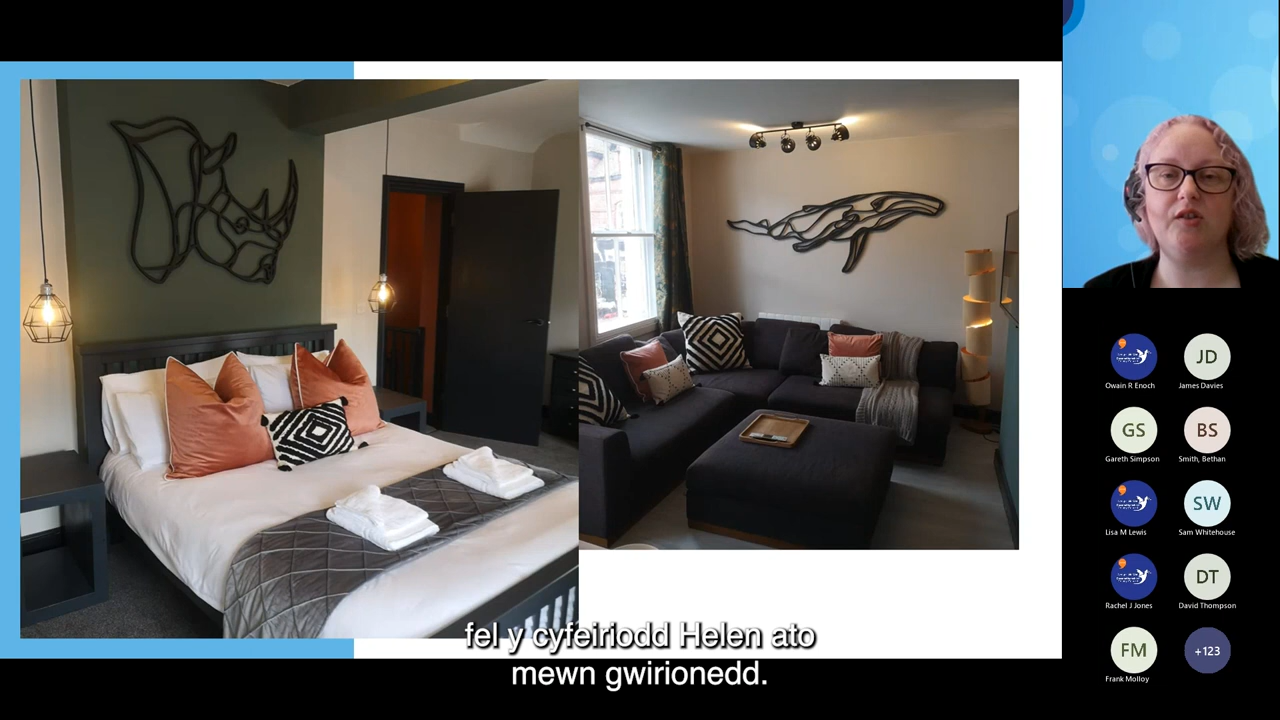 Owain R Enoch
JD
James Davies
GS
Gareth Simpson
BS
Smith, Bethan
Lisa M Lewis
SW
Sam Whitehouse
Rachel J Jones
DT
David Thompson
FM
Frank Molloy
+123
fel y cyfeiriodd Helen ato
mewn gwirionedd.